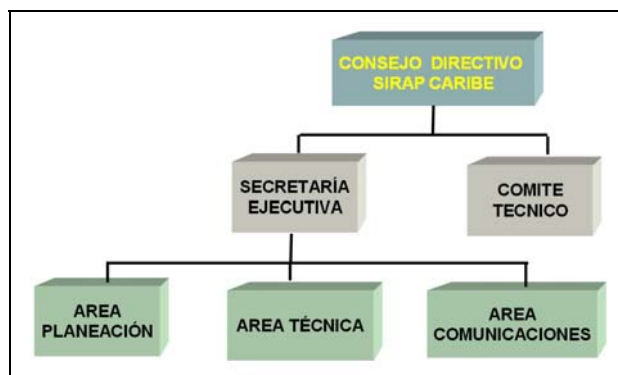 CONSEJO DIRECTIVO
SIRAP CARIBE
SECRETARÍA
EJECUTIVA
COMITE
TECNICO
AREA
PLANEACIÓN
AREA TÉCNICA
AREA
COMUNICACIONES